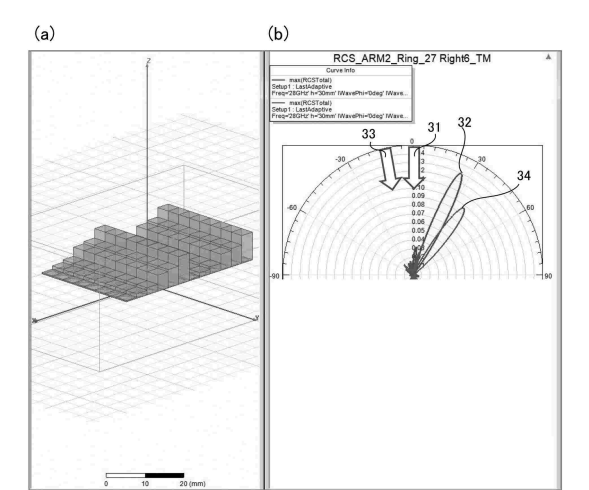 (a)
(b)
z
Y
0 10 20 (mm)
RCS_ARM2_Ring_27 Right6_TM
Curve Info
max(RCSTotal)
Setup1 : LastAdaptive
Freq='28GHz' h='30mm' IWavePhi='0deg' IWave...
max(RCSTotal)
Setup1 : LastAdaptive
Freq='28GHz' h='30mm' IWavePhi='0deg' IWave...
33
31
32
34
0
-30
30
-60
60
-90
90
0.09
0.08
0.07
0.06
0.05
0.04